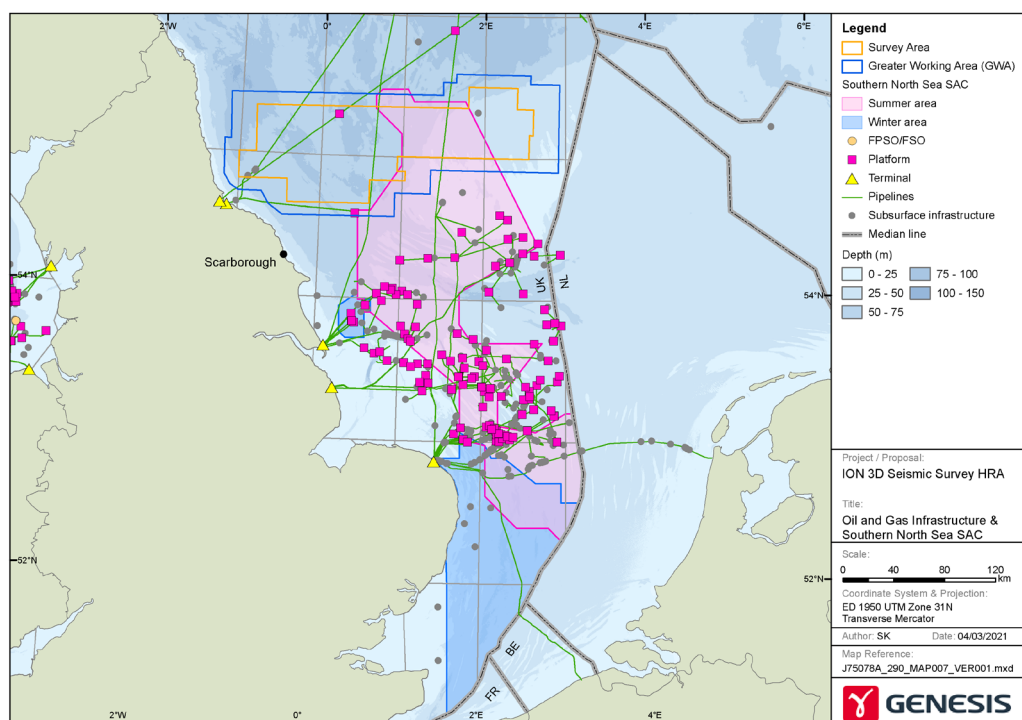 2°W
0°
2°E
4°E
6°E
Scarborough
54°N
54°N
UK
NL
52°N
52°N
BE
FR
2°W
0°
2°E
4°E
Legend
Survey Area
Greater Working Area (GWA)
Southern North Sea SAC
Summer area
Winter area
FPSO/FSO
Platform
Terminal
Pipelines
Subsurface infrastructure
Median line
Depth (m)
0 - 25
75 - 100
25 - 50
100 - 150
50 - 75
Project / Proposal:
ION 3D Seismic Survey HRA
Title:
Oil and Gas Infrastructure &
Southern North Sea SAC
Scale:
0 40 80 120
km
Coordinate System & Projection:
ED 1950 UTM Zone 31N
Transverse Mercator
Author: SK Date: 04/03/2021
Map Reference:
J75078A_290_MAP007_VER001.mxd
GENESIS